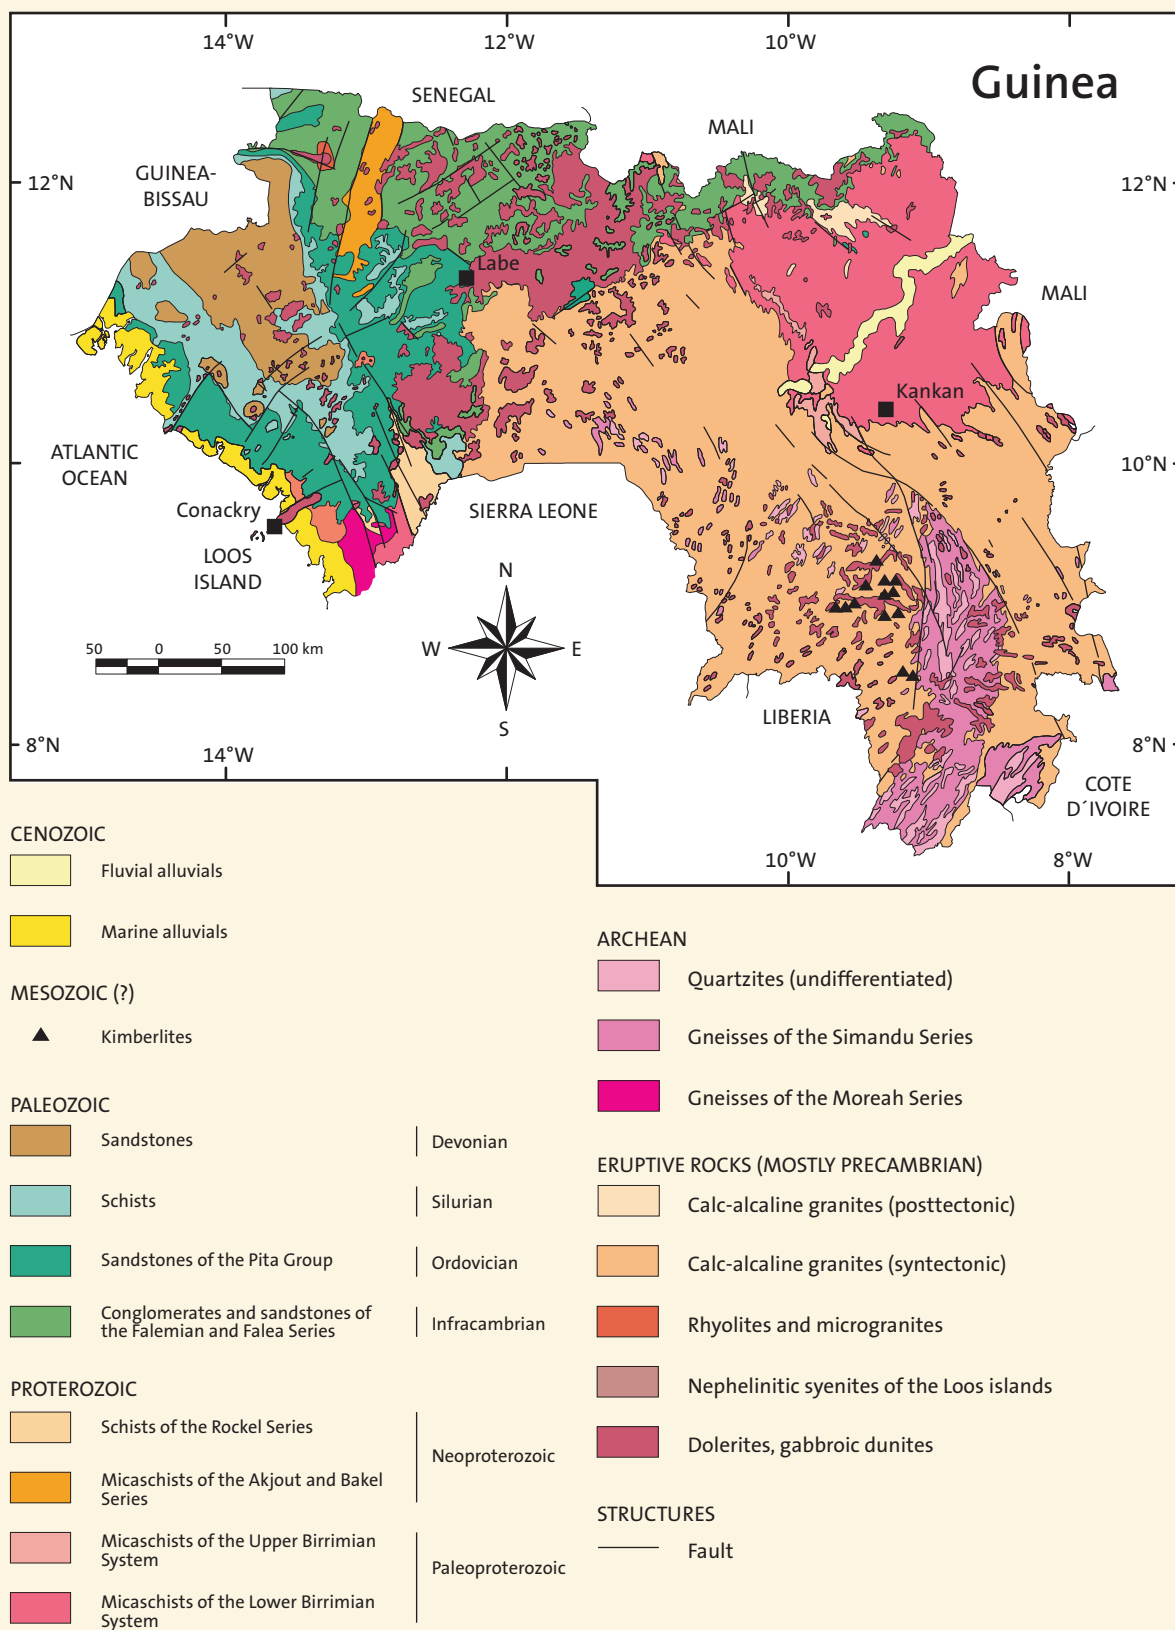 14°W 12°W 10°W
Guinea
SENEGAL
MALI
GUINEA-
BISSAU
12°N 12°N
Labe
MALI
Kankan
ATLANTIC
OCEAN
10°N
Conackry
SIERRA LEONE
LOOS
ISLAND
N
50 0 50 100 km
W E
S
LIBERIA
8°N 14°W 8°N
COTE
D´IVOIRE
10°W 8°W
CENOZOIC
Fluvial alluvials
Marine alluvials
MESOZOIC (?)
Kimberlites
PALEOZOIC
Sandstones Devonian
Schists Silurian
Sandstones of the Pita Group Ordovician
Conglomerates and sandstones of
the Falemian and Falea Series Infracambrian
PROTEROZOIC
Schists of the Rockel Series
Neoproterozoic
Micaschists of the Akjout and Bakel
Series
Micaschists of the Upper Birrimian
System
Paleoproterozoic
Micaschists of the Lower Birrimian
System
ARCHEAN
Quartzites (undifferentiated)
Gneisses of the Simandu Series
Gneisses of the Moreah Series
ERUPTIVE ROCKS (MOSTLY PRECAMBRIAN)
Calc-alcaline granites (posttectonic)
Calc-alcaline granites (syntectonic)
Rhyolites and microgranites
Nephelinitic syenites of the Loos islands
Dolerites, gabbroic dunites
STRUCTURES
Fault